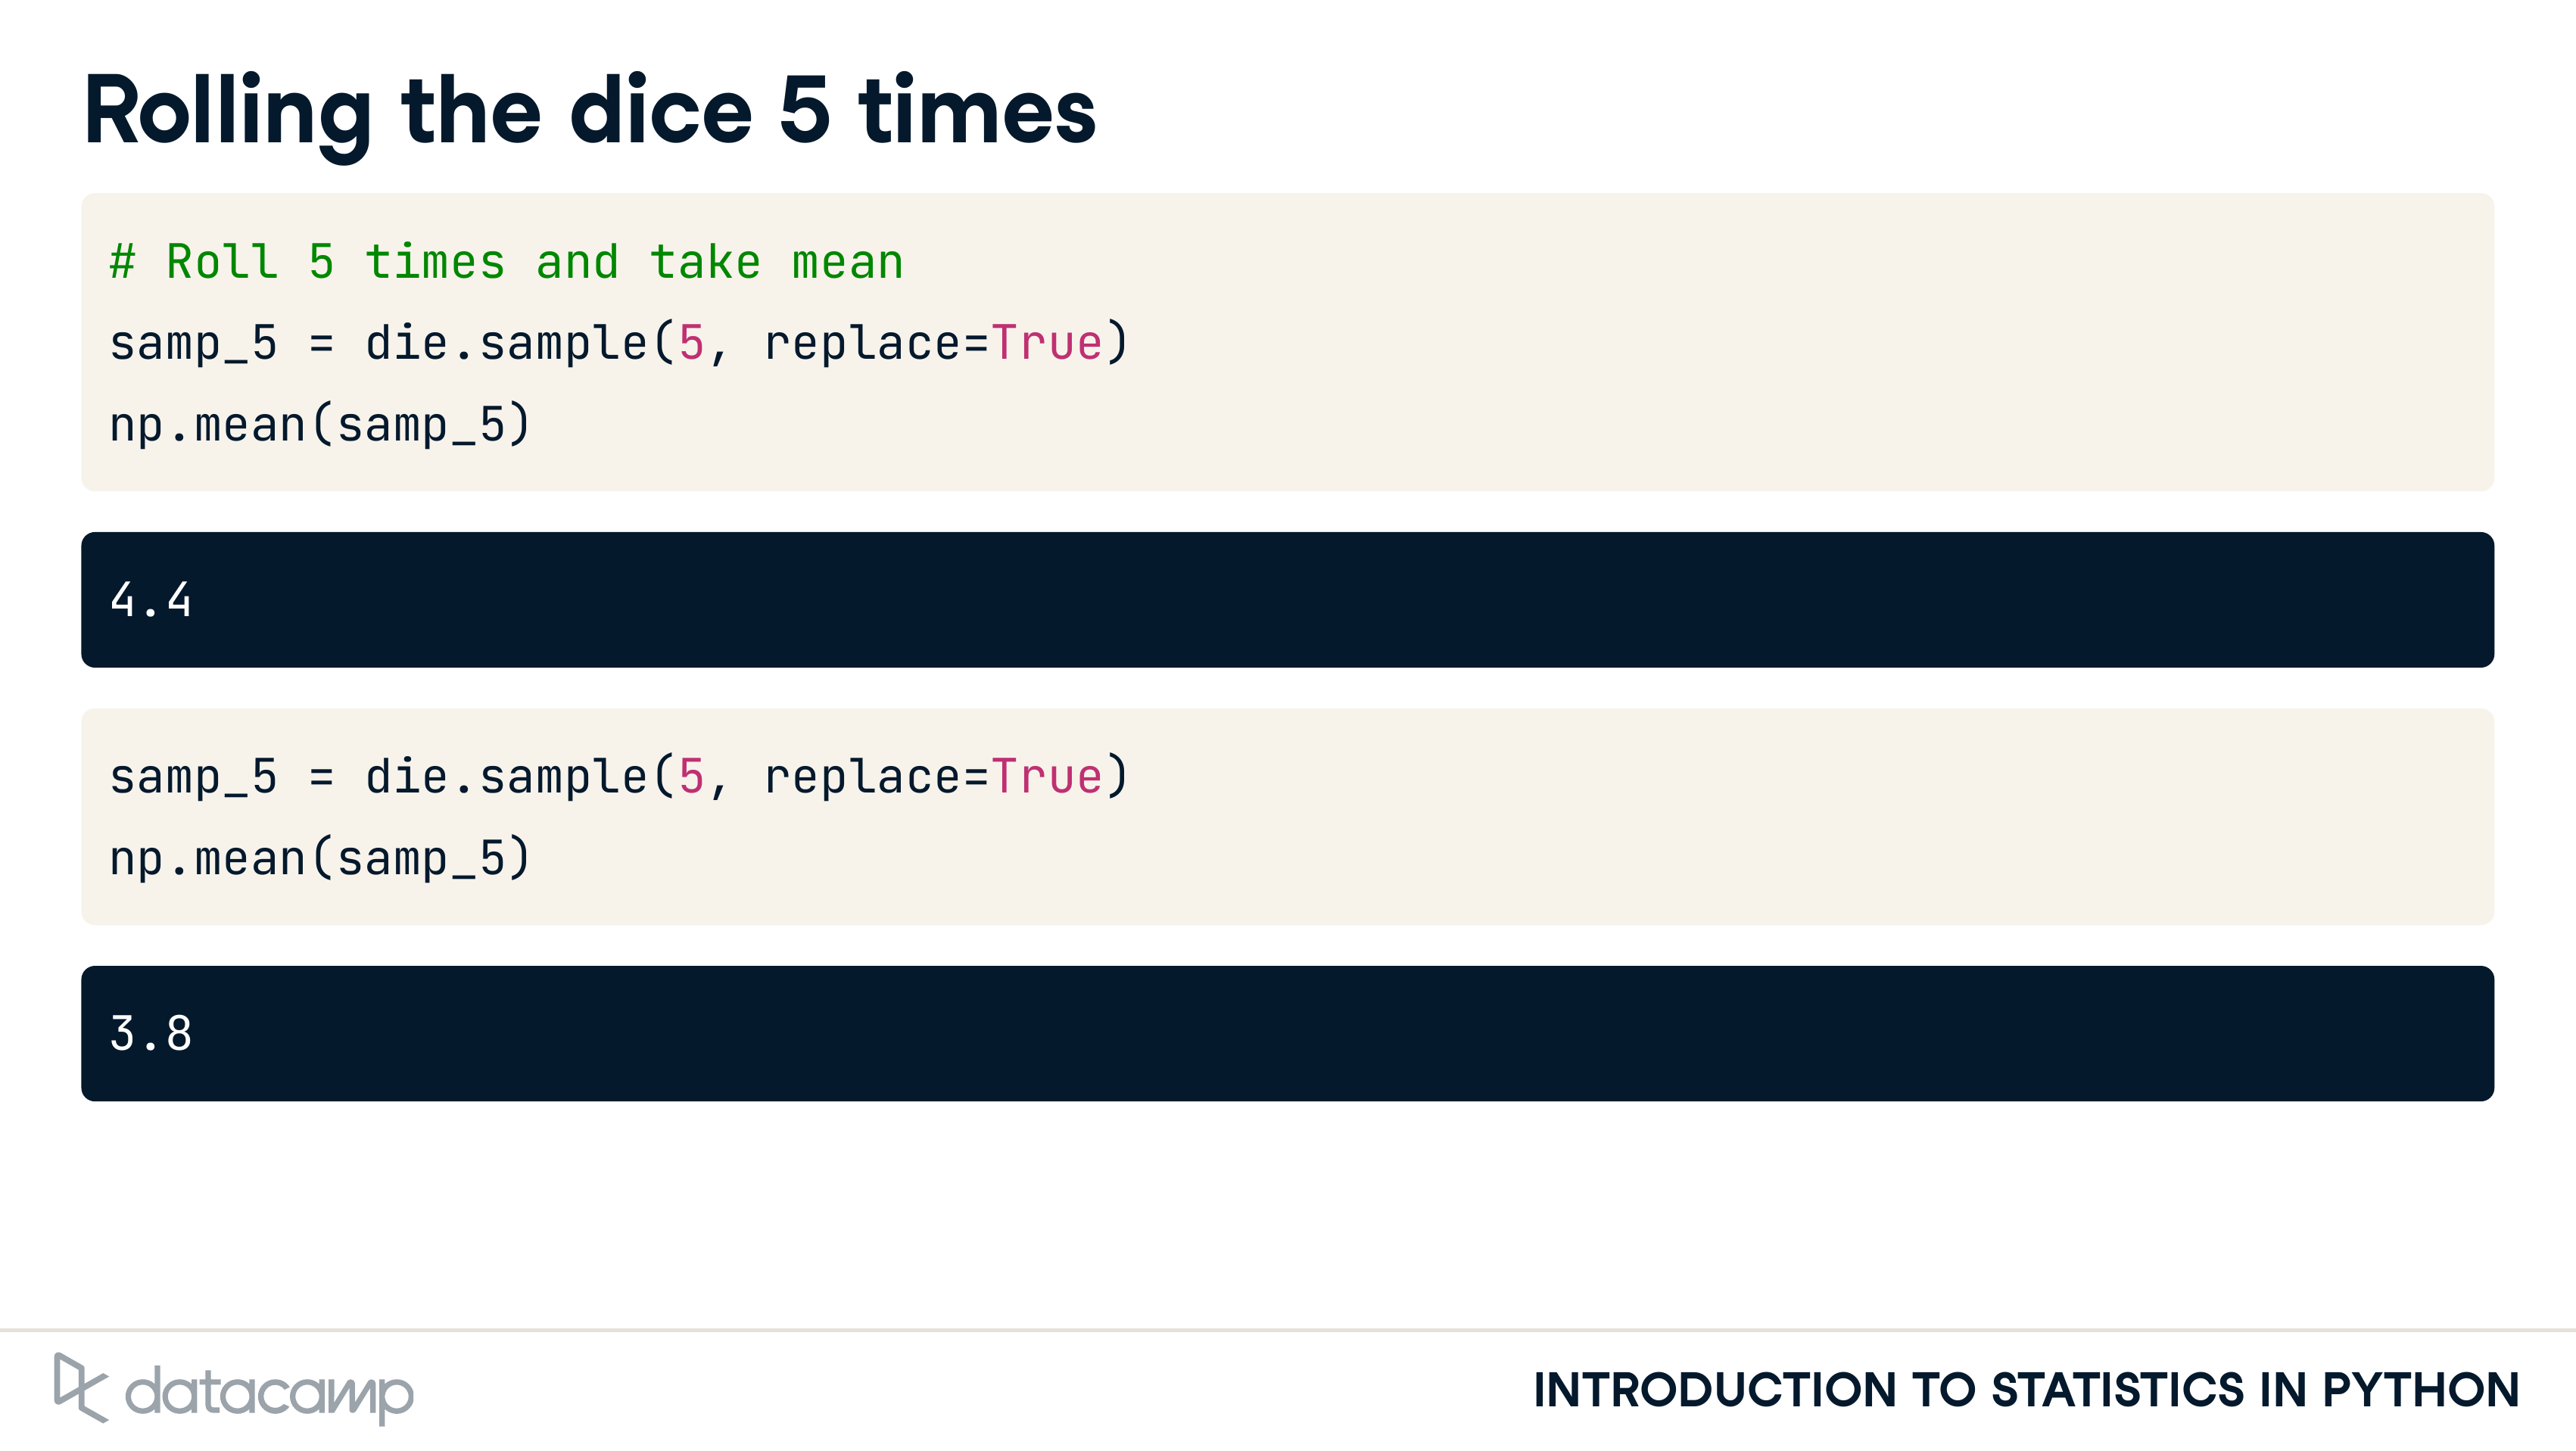 Rolling the dice 5 times
# Roll 5 times and take mean
samp_5 = die.sample(5, replace=True)
np.mean(samp_5)
4.4
samp_5 = die.sample(5, replace=True)
np.mean(samp_5)
3.8
datacamp
INTRODUCTION TO STATISTICS IN PYTHON